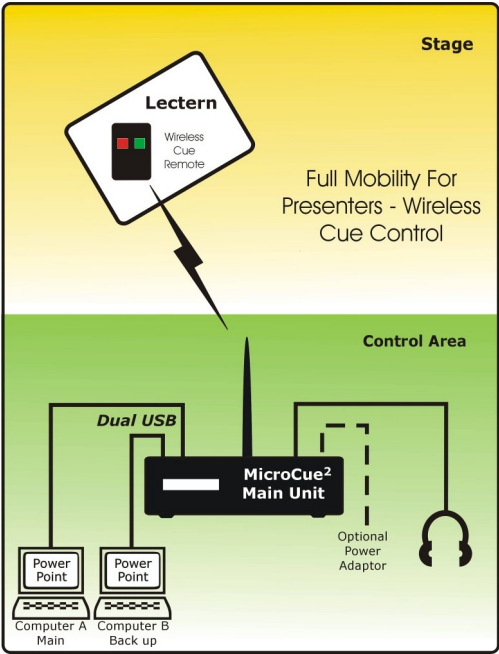 Stage
Lectern
Wireless
Cue
Remote
Full Mobility For
Presenters - Wireless
Cue Control
Control Area
Dual USB
MicroCue²
Main Unit
Optional
Power
Adaptor
Power
Point
Power
Point
Computer A
Main
Computer B
Back up